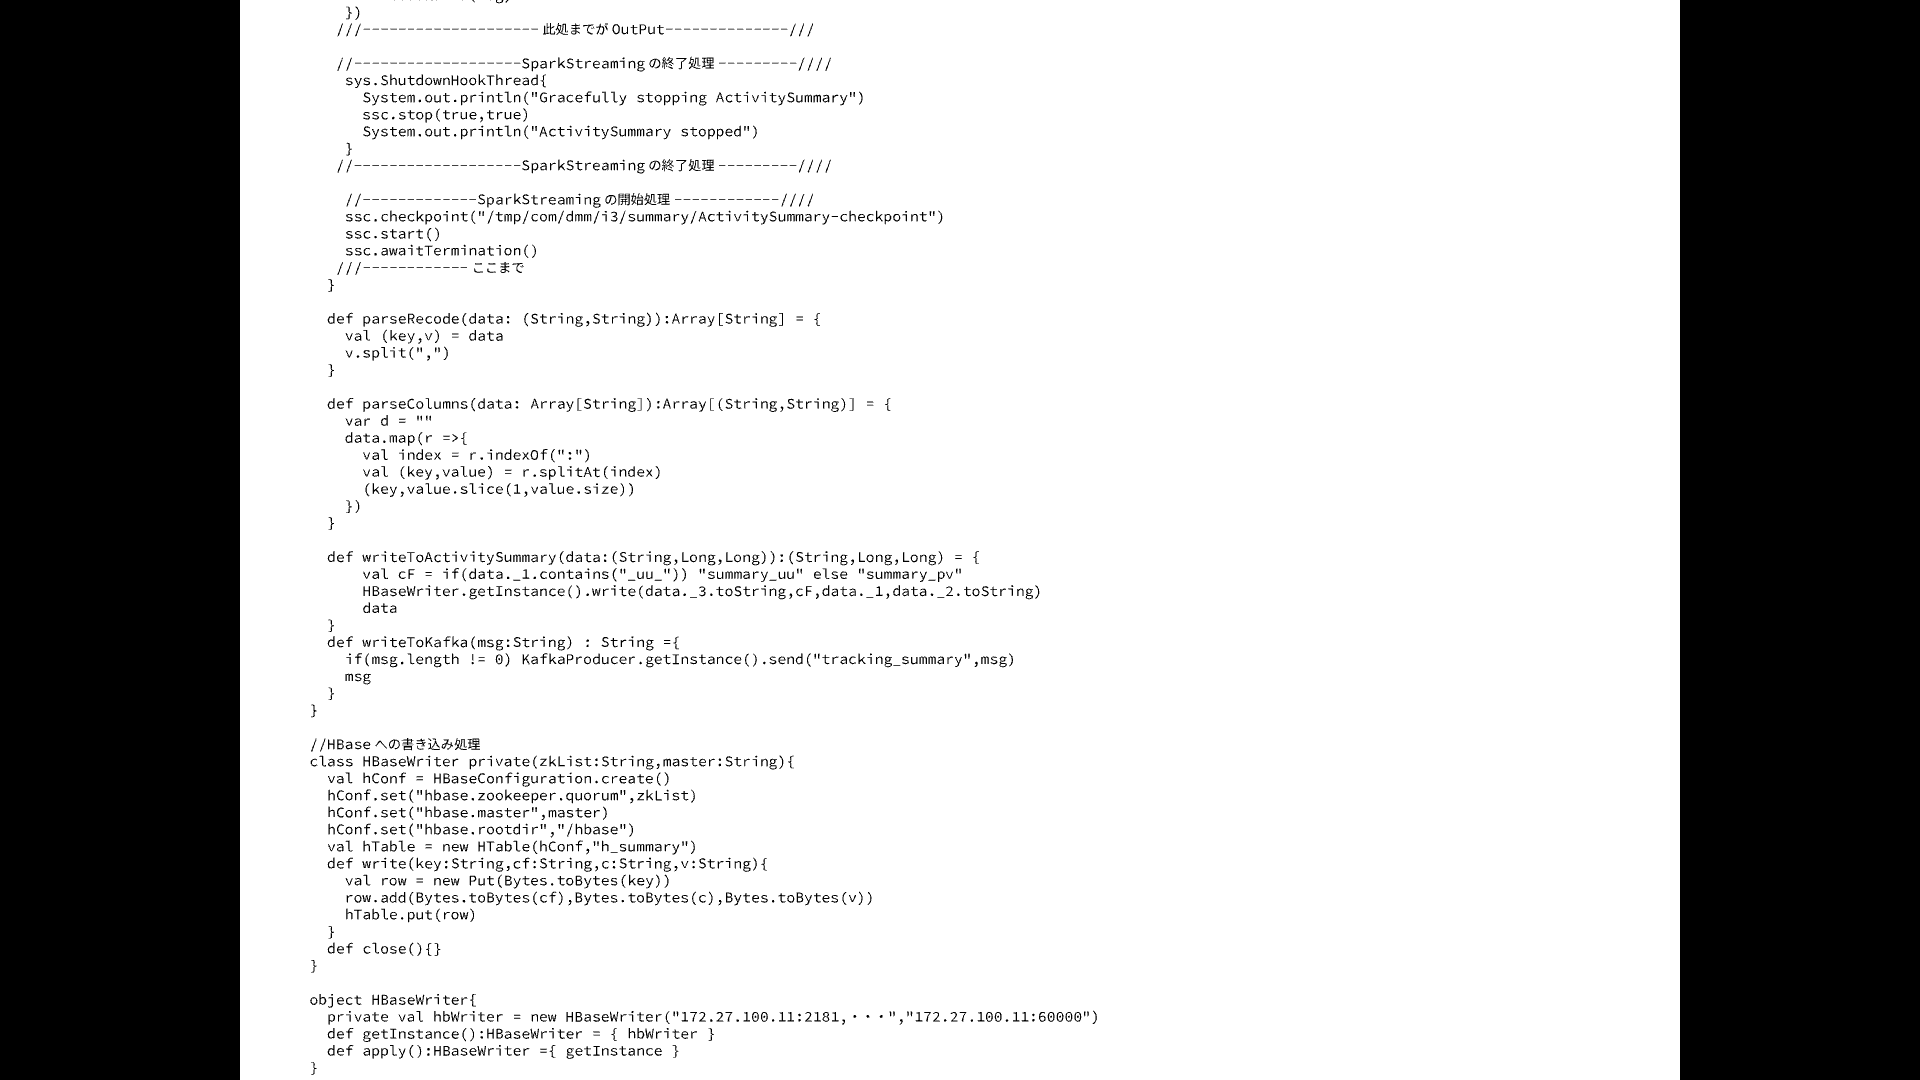 })
///-------------------- 此処までが OutPut--------------///
//-------------------SparkStreaming の終了処理 ---------////
sys.ShutdownHookThread{
System.out.println("Gracefully stopping ActivitySummary")
ssc.stop(true,true)
System.out.println("ActivitySummary stopped")
}
//-------------------SparkStreaming の終了処理 ---------////
//-------------SparkStreaming の開始処理 ------------////
ssc.checkpoint("/tmp/com/dmm/i3/summary/ActivitySummary-checkpoint")
ssc.start()
ssc.awaitTermination()
///------------ ここまで
}
def parseRecode(data: (String,String)):Array[String] = {
val (key,v) = data
v.split(",")
}
def parseColumns(data: Array[String]):Array[(String,String)] = {
var d = ""
data.map(r =>{
val index = r.indexOf(":")
val (key,value) = r.splitAt(index)
(key,value.slice(1,value.size))
})
}
def writeToActivitySummary(data:(String,Long,Long)):(String,Long,Long) = {
val cF = if(data._1.contains("_uu_")) "summary_uu" else "summary_pv"
HBaseWriter.getInstance().write(data._3.toString,cF,data._1,data._2.toString)
data
}
def writeToKafka(msg:String) : String ={
if(msg.length != 0) KafkaProducer.getInstance().send("tracking_summary",msg)
msg
}
}
//HBase への書き込み処理
class HBaseWriter private(zkList:String,master:String){
val hConf = HBaseConfiguration.create()
hConf.set("hbase.zookeeper.quorum",zkList)
hConf.set("hbase.master",master)
hConf.set("hbase.rootdir","/hbase")
val hTable = new HTable(hConf,"h_summary")
def write(key:String,cf:String,c:String,v:String){
val row = new Put(Bytes.toBytes(key))
row.add(Bytes.toBytes(cf),Bytes.toBytes(c),Bytes.toBytes(v))
hTable.put(row)
}
def close(){}
}
object HBaseWriter{
private val hbWriter = new HBaseWriter("172.27.100.11:2181,・・・","172.27.100.11:60000")
def getInstance():HBaseWriter = { hbWriter }
def apply():HBaseWriter ={ getInstance }
}